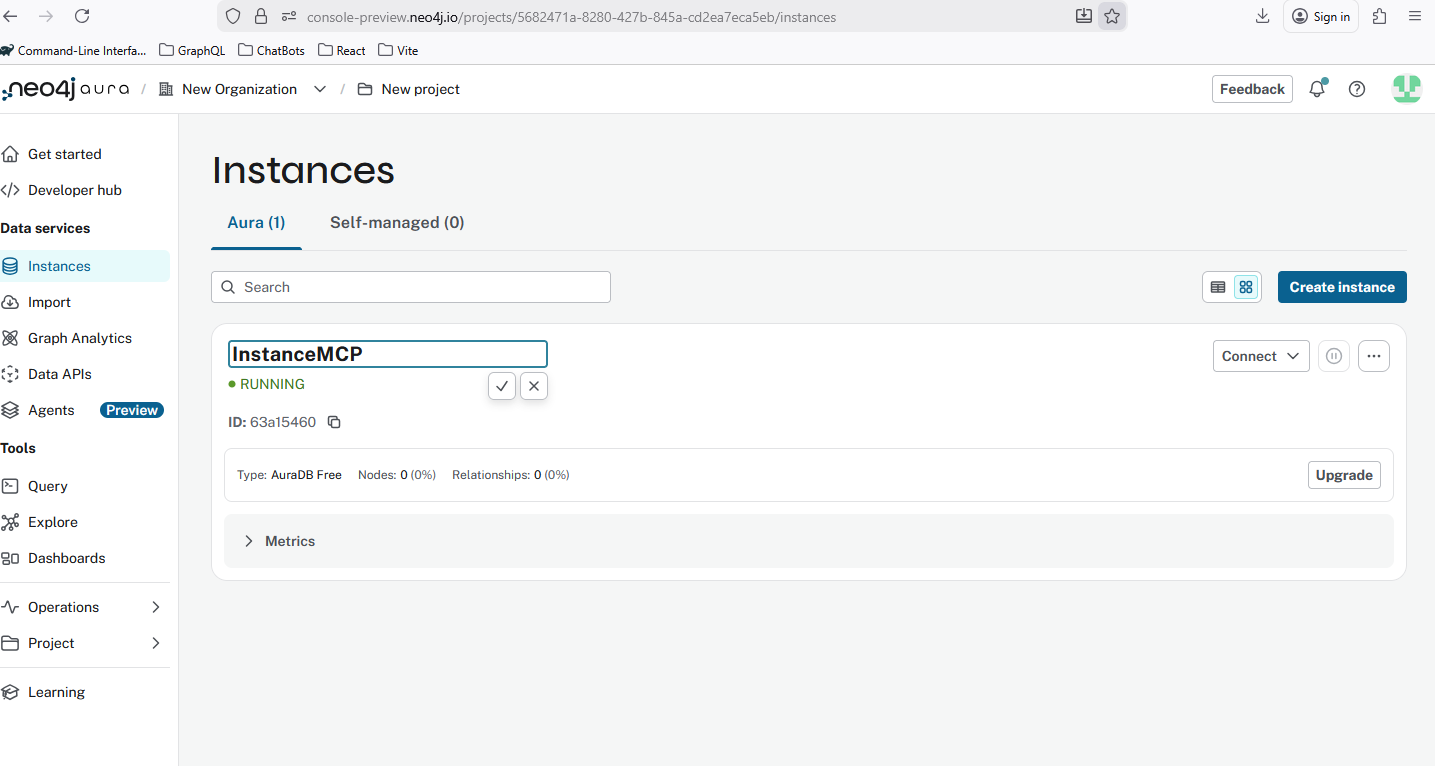 console-preview.neo4j.io/projects/5682471a-8280-427b-845a-cd2ea7eca5eb/instances
Sign in
Command-Line Interfa... GraphQL ChatBots React Vite
neo4j aura / New Organization / New project
Feedback
Get started
Developer hub
Data services
Instances
Import
Graph Analytics
Data APIs
Agents Preview
Tools
Query
Explore
Dashboards
Operations
Project
Learning
Instances
Aura (1) Self-managed (0)
Search
Create instance
InstanceMCP
Connect
RUNNING
ID: 63a15460
Type: AuraDB Free Nodes: 0 (0%) Relationships: 0 (0%)
Upgrade
Metrics